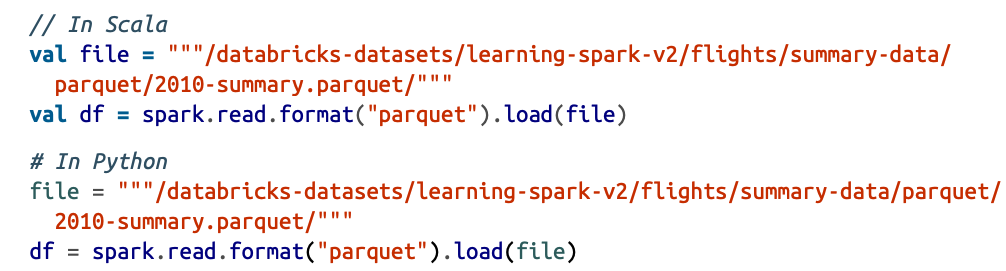 // In Scala
val file = """/databricks-datasets/learning-spark-v2/flights/summary-data/
parquet/2010-summary.parquet/"""
val df = spark.read.format("parquet").load(file)
# In Python
file = """/databricks-datasets/learning-spark-v2/flights/summary-data/parquet/
2010-summary.parquet/"""
df = spark.read.format("parquet").load(file)